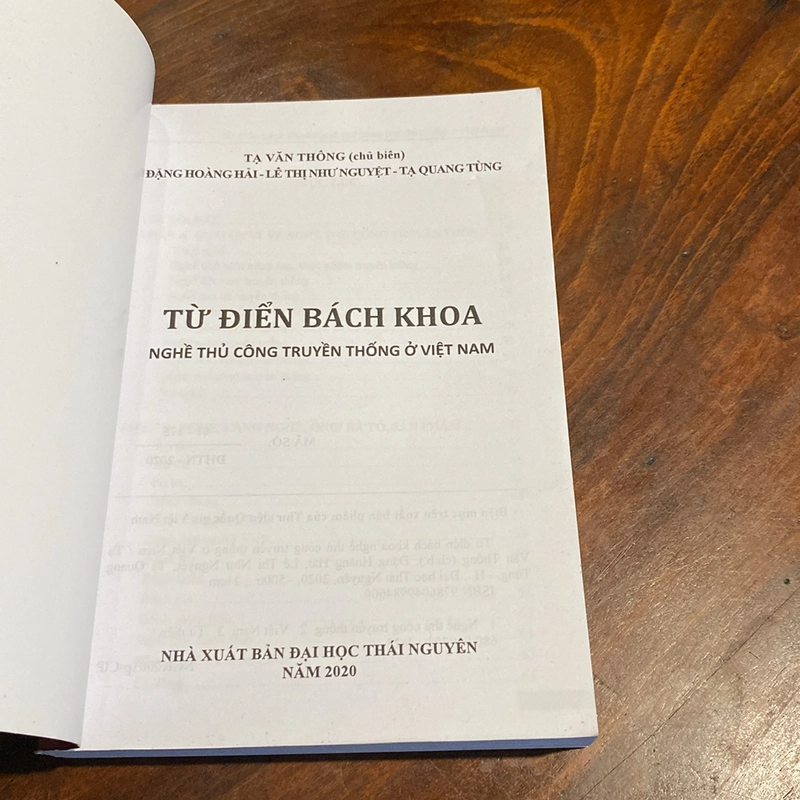 TẠ VĂN THÔNG (chủ biên)
ĐẶNG HOÀNG HẢI - LÊ THỊ NHƯ NGUYỆT - TẠ QUANG TÙNG
TỪ ĐIỂN BÁCH KHOA
NGHỀ THỦ CÔNG TRUYỀN THỐNG Ở VIỆT NAM
NHÀ XUẤT BẢN ĐẠI HỌC THÁI NGUYÊN
NĂM 2020